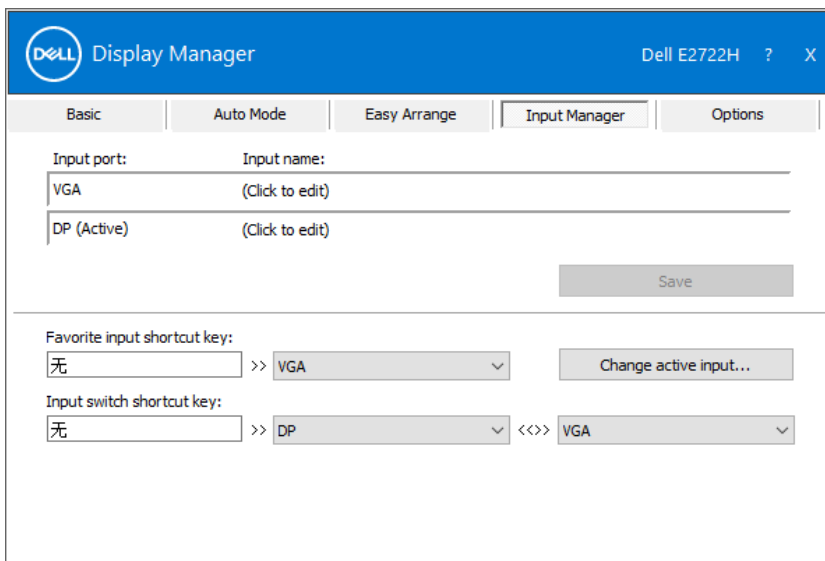 DELL Display Manager Dell E2722H ? X
Basic Auto Mode Easy Arrange Input Manager Options
Input port: Input name:
VGA (Click to edit)
DP (Active) (Click to edit)
Save
Favorite input shortcut key:
无 >> VGA Change active input...
Input switch shortcut key:
无 >> DP <<>> VGA